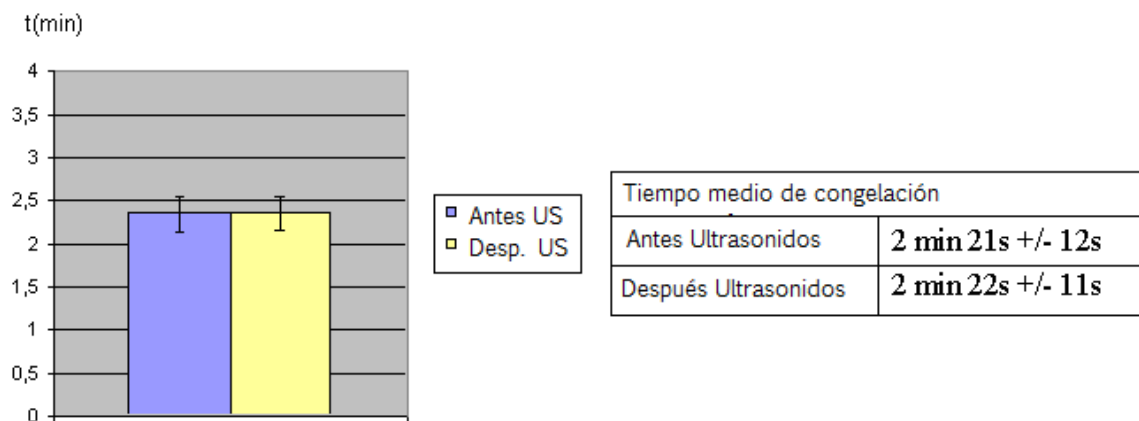 t(min)
4
3,5
3
2,5
2
1,5
1
0,5
0
Antes US
Desp. US
Tiempo medio de congelación
Antes Ultrasonidos 2 min 21s +/- 12s
Después Ultrasonidos 2 min 22s +/- 11s